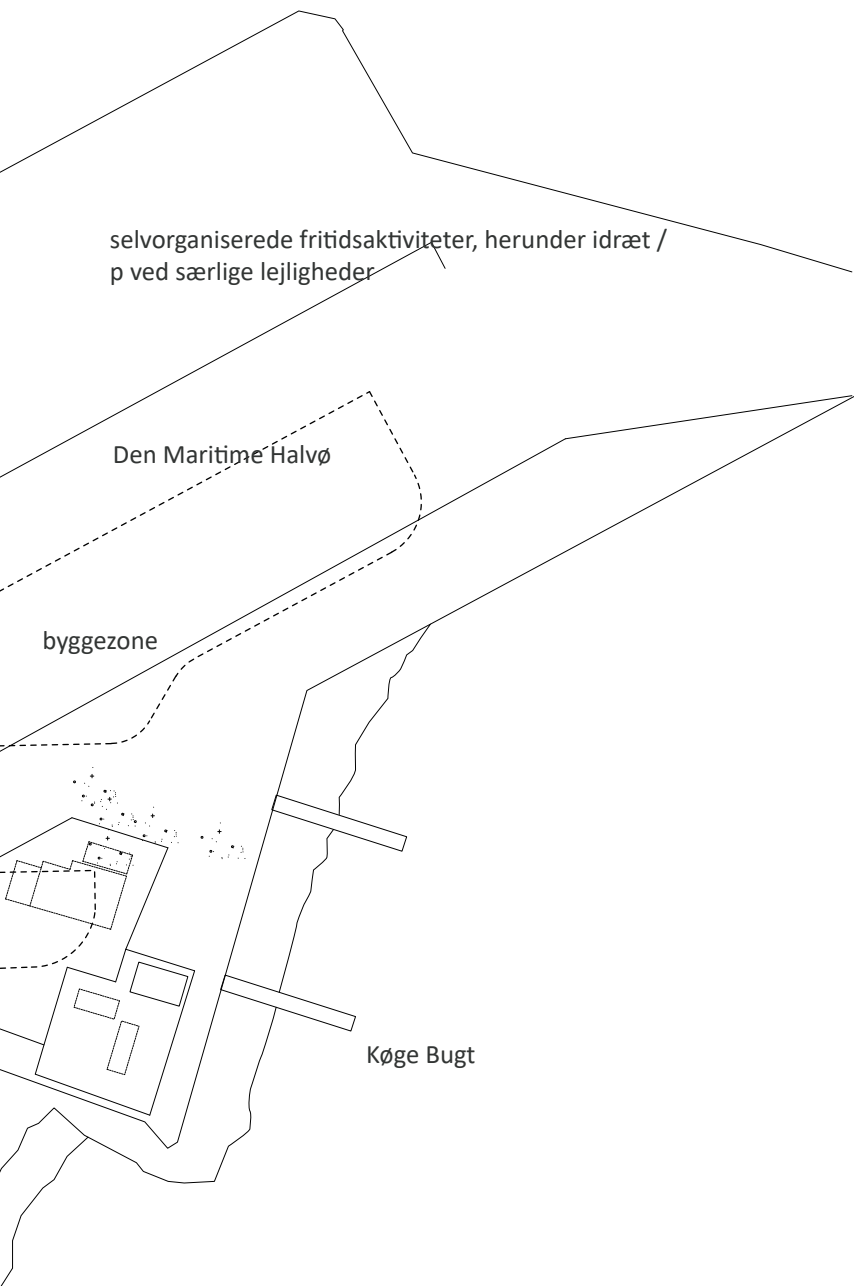 selvorganiserede fritidsaktiviteter, herunder idræt /
p ved særlige lejligheder
Den Maritime Halvø
byggezone
Køge Bugt